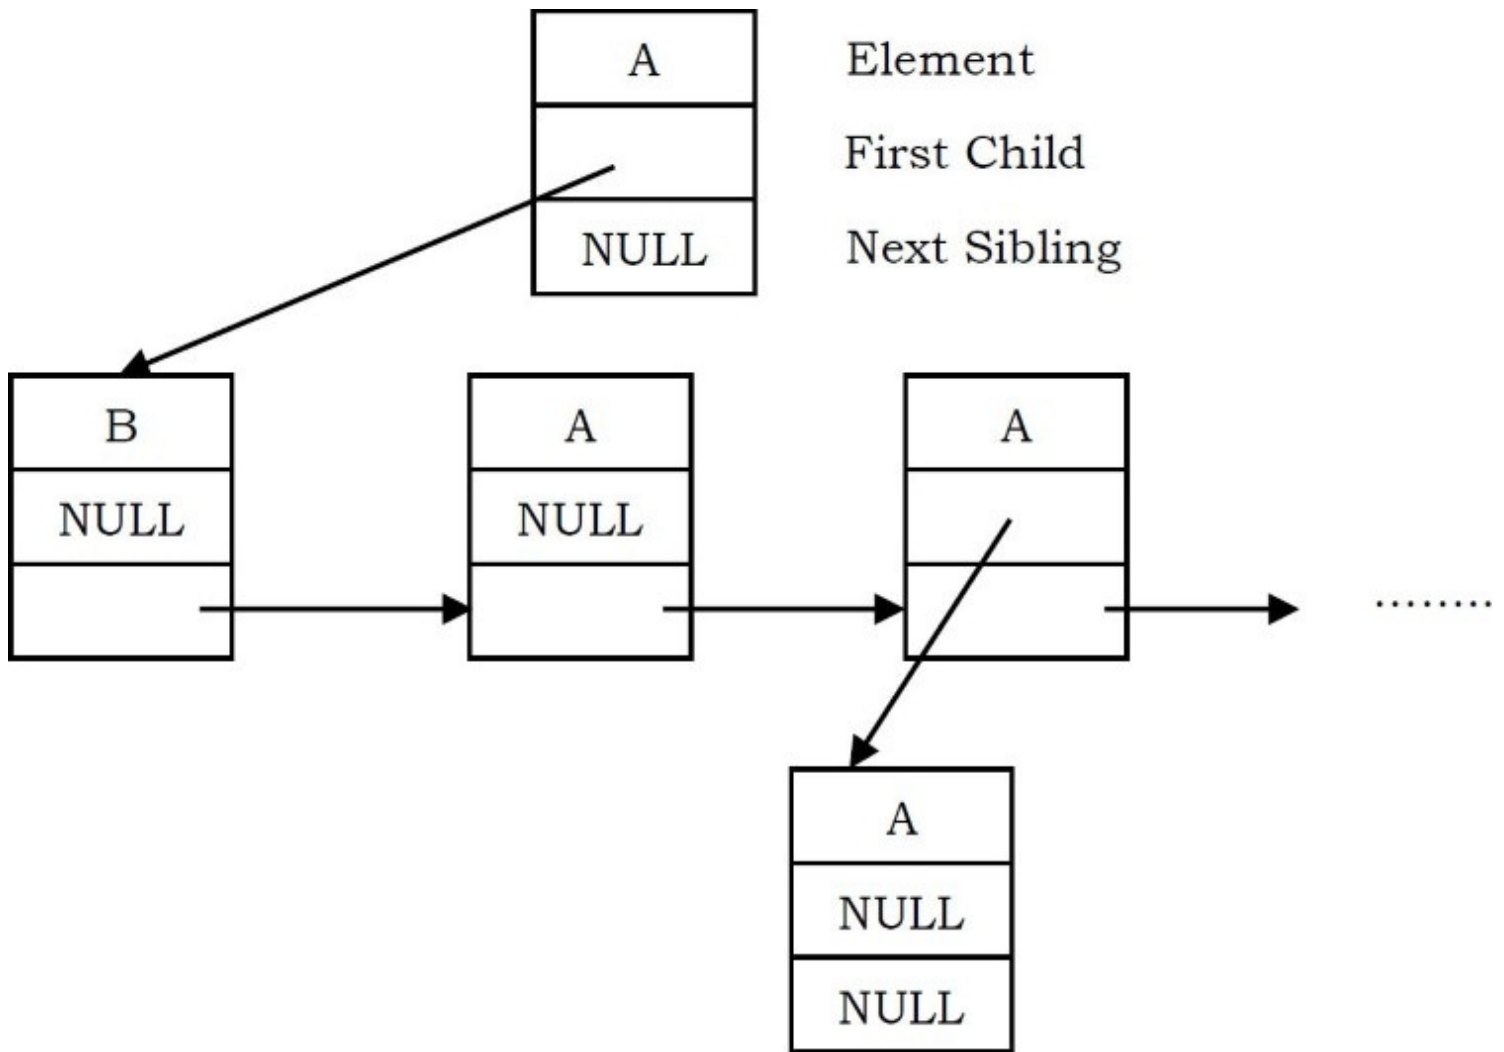 A Element
First Child
NULL Next Sibling
B A A
NULL NULL
........
A
NULL
NULL